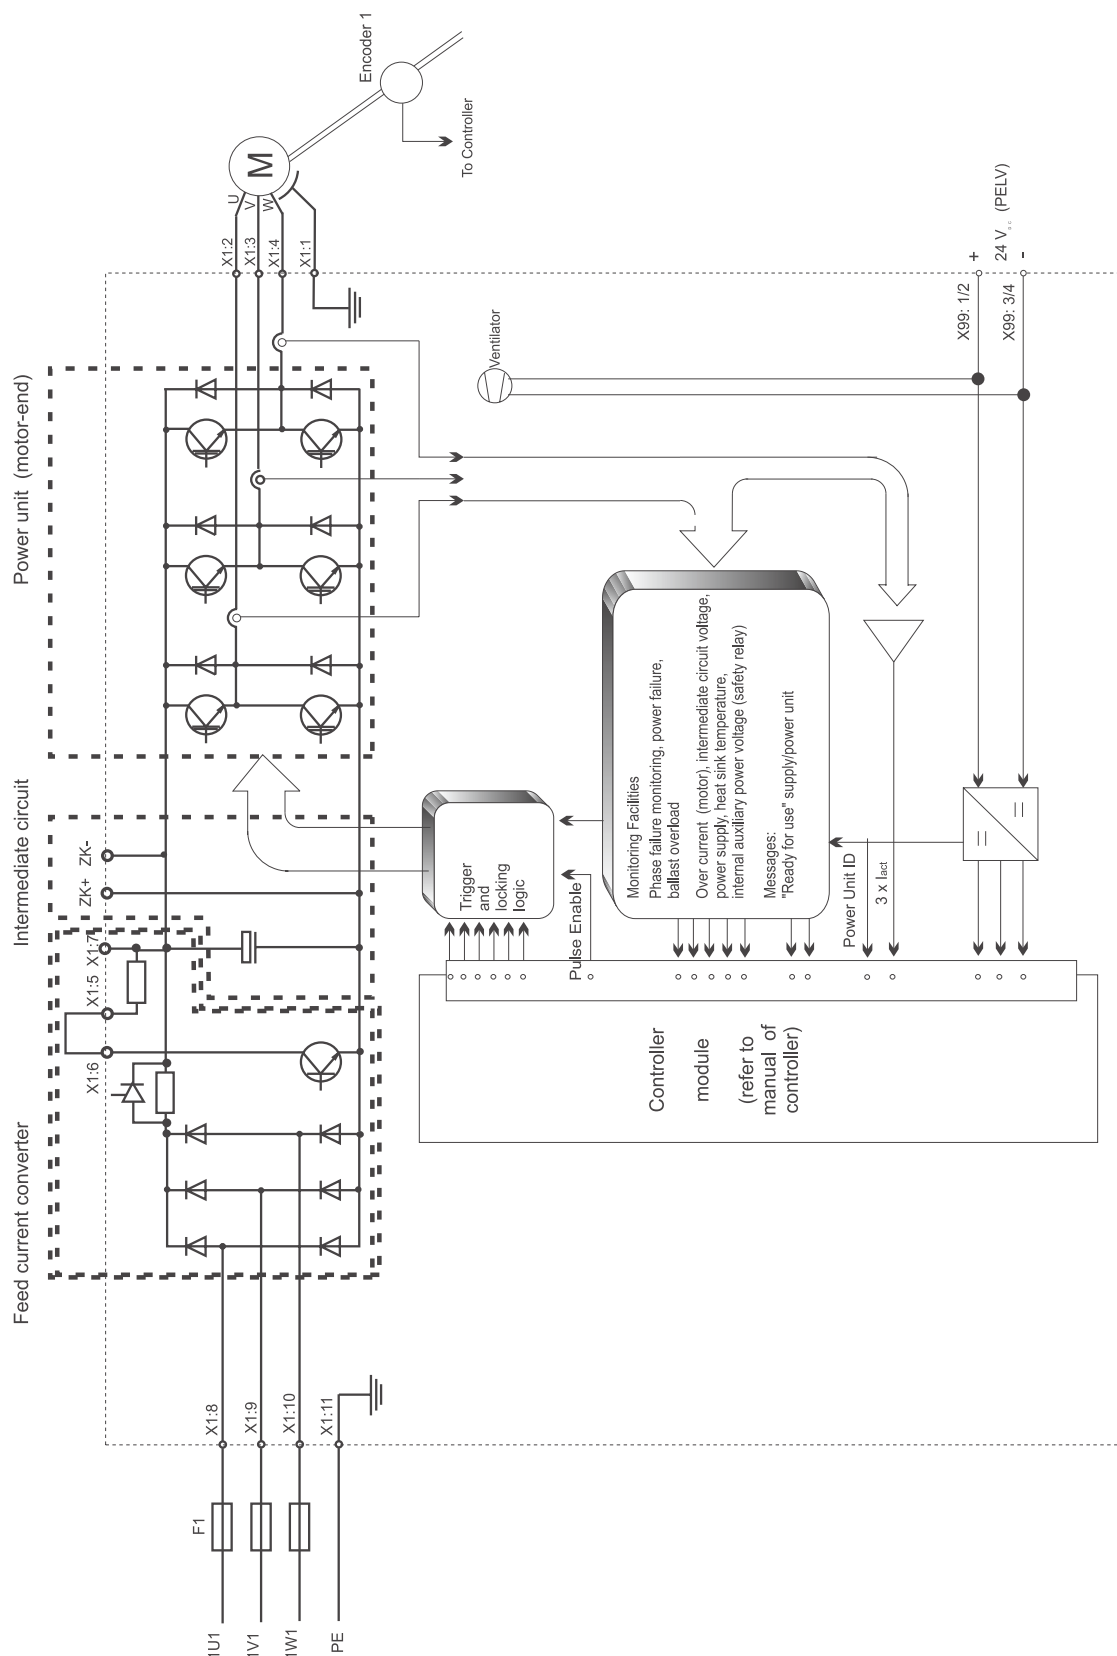 Feed current converter
Intermediate circuit
Power unit (motor-end)
1U1
1V1
1W1
PE
F1
X1:8
X1:9
X1:10
X1:11
X1:6
X1:5
X1:7
ZK+
ZK-
X1:2
X1:3
X1:4
X1:1
U
V
W
M
Encoder 1
To Controller
Ventilator
X99: 1/2
X99: 3/4
+
-
24 V (PELV)
Trigger
and
locking
logic
Pulse Enable
Monitoring Facilities
Phase failure monitoring, power failure,
ballast overload
Over current (motor), intermediate circuit voltage,
power supply, heat sink temperature,
internal auxiliary power voltage (safety relay)
Messages:
"Ready for use" supply/power unit
Power Unit ID
3 x Iact
Controller
module
(refer to
manual of
controller)